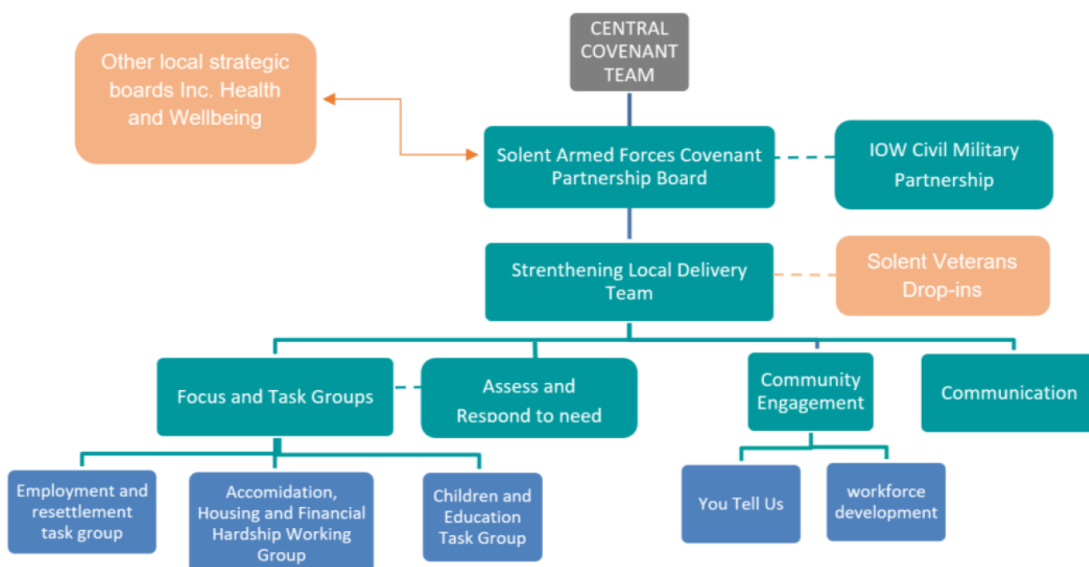 CENTRAL
COVENANT
TEAM
Other local strategic
boards Inc. Health
and Wellbeing
Solent Armed Forces Covenant
Partnership Board
IOW Civil Military
Partnership
Strenthening Local Delivery
Team
Solent Veterans
Drop-ins
Focus and Task Groups
Assess and
Respond to need
Community
Engagement
Communication
Employment and
resettlement
task group
Accomidation,
Housing and Financial
Hardship Working
Group
Children and
Education
Task Group
You Tell Us
workforce
development